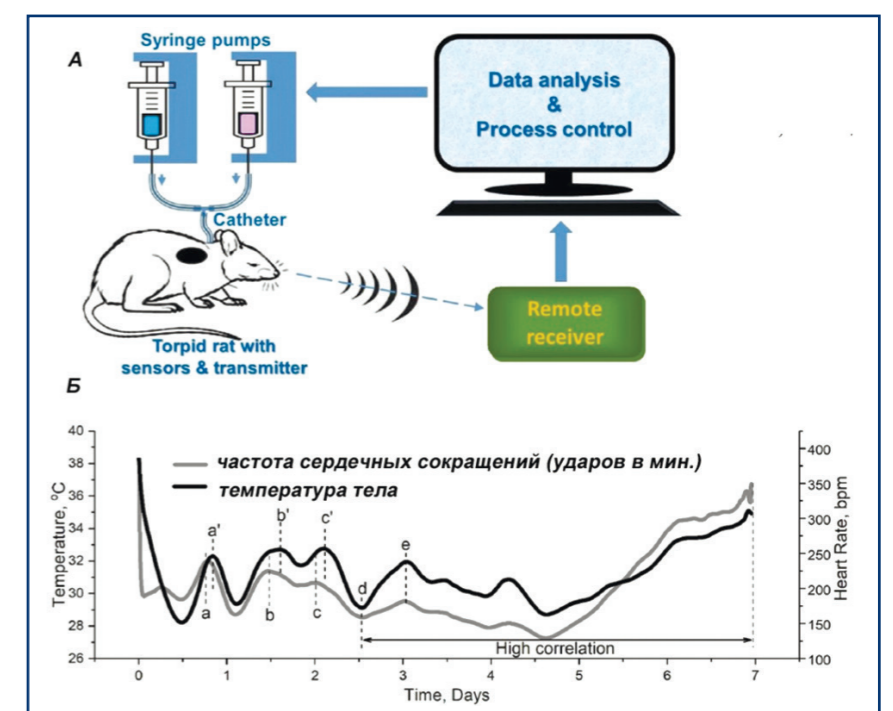 А
Syringe pumps
Data analysis
&
Process control
Catheter
Remote
receiver
Torpid rat with
sensors & transmitter
Б
частота сердечных сокращений (ударов в мин.)
температура тела
Temperature, °C
40
38
36
34
32
30
28
26
Heart Rate, bpm
400
350
300
250
200
150
100
a'
b'
c'
e
d
a
b
c
High correlation
0 1 2 3 4 5 6 7
Time, Days